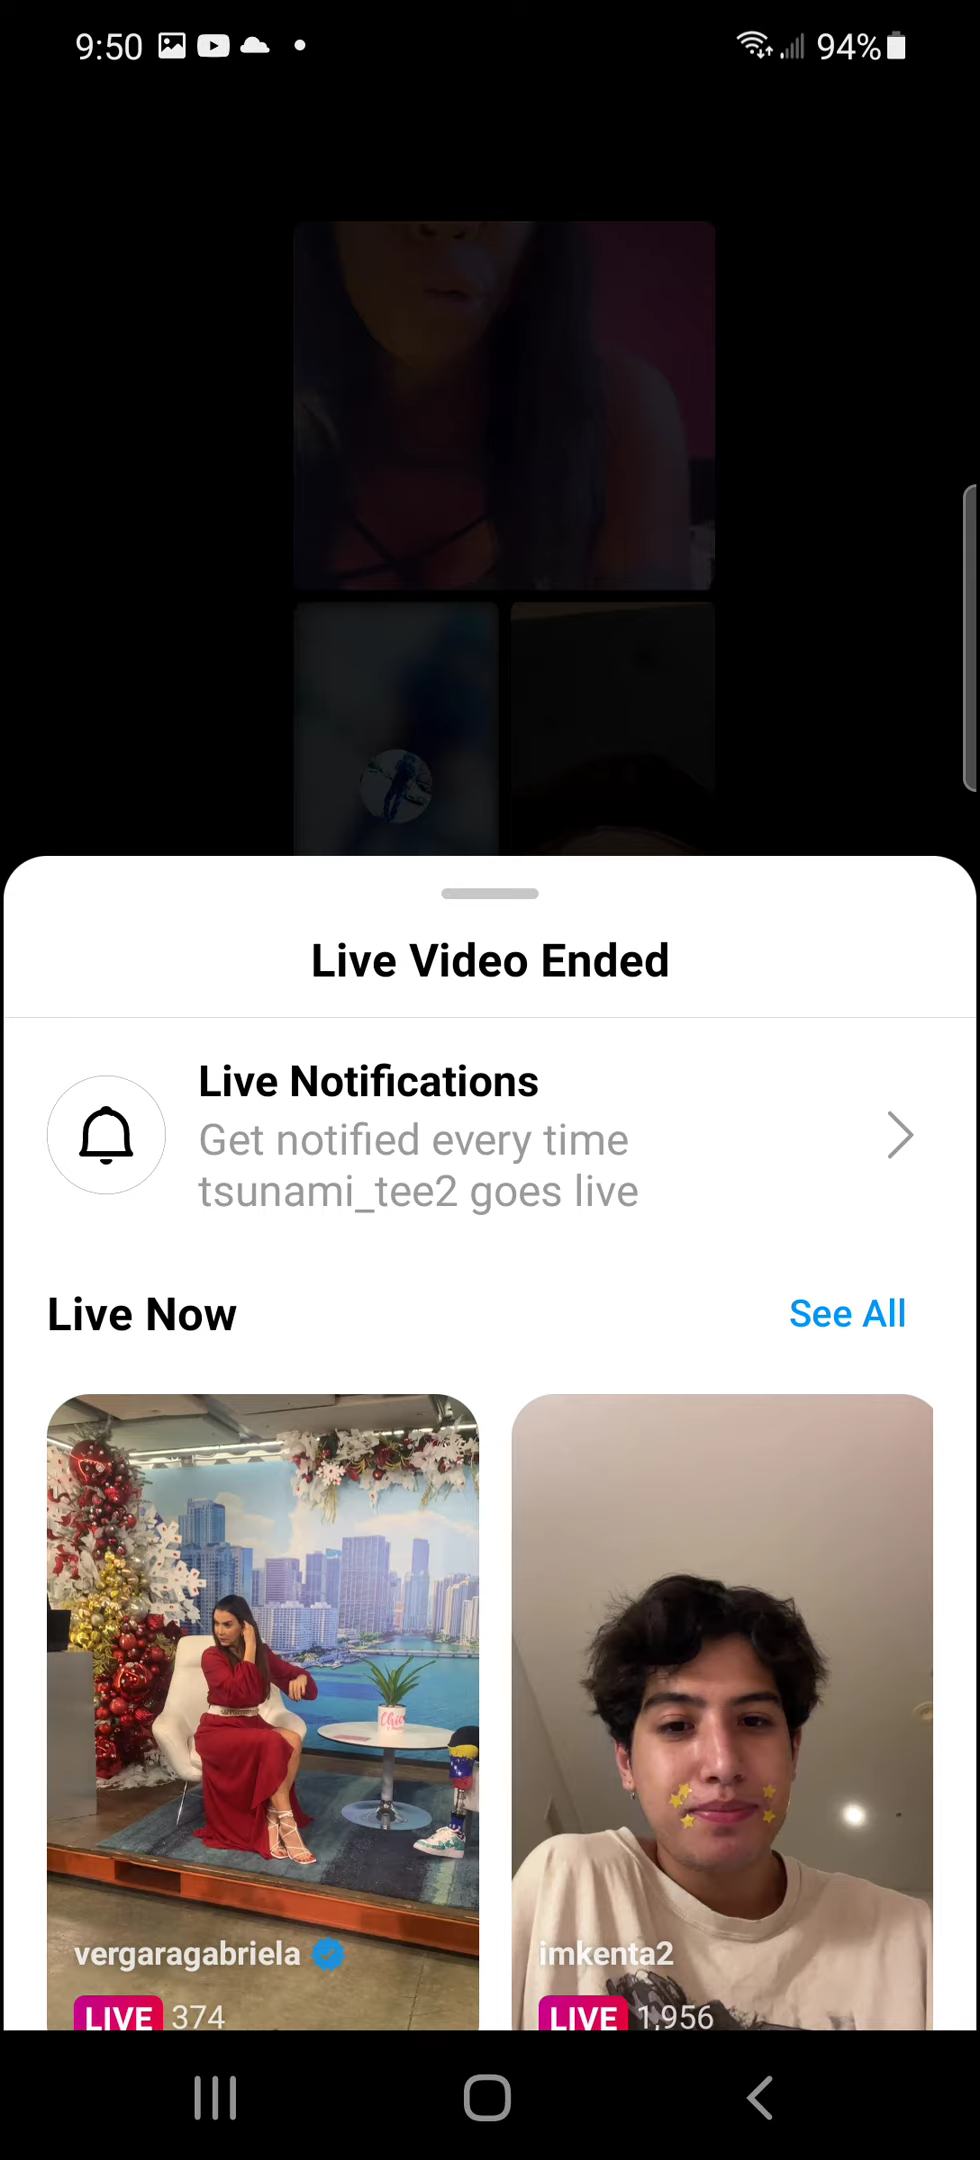 9:50
94%
Live Video Ended
Live Notifications
Get notified every time
tsunami_tee2 goes live
Live Now
See All
Chic
vergaragabriela
LIVE 374
imkenta2
LIVE 1,956